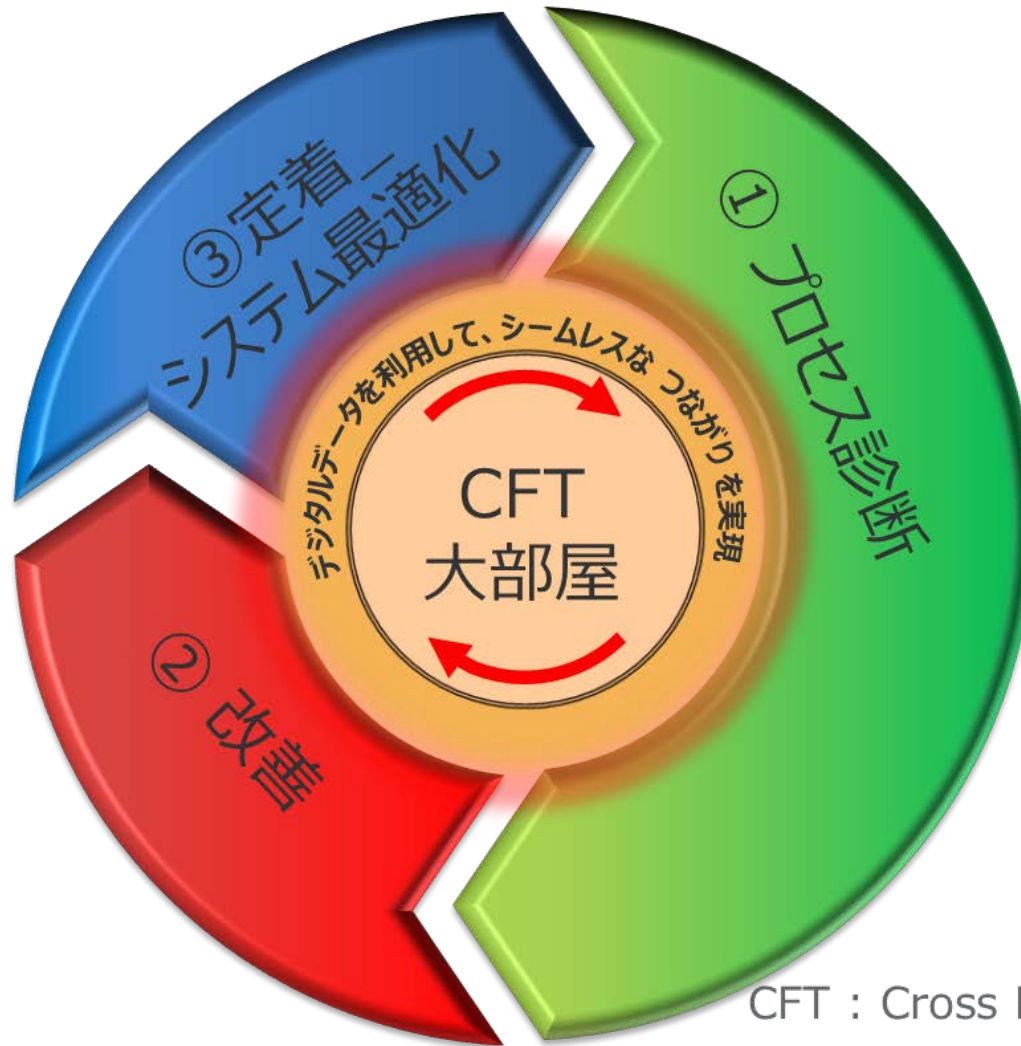 ① プロセス診断
② 改善
③定着_
システム最適化
デジタルデータを利用して、シームレスな つながり を実現
CFT
大部屋
CFT : Cross